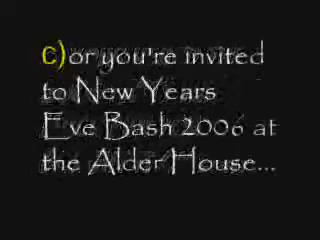 c) or you're invited
to New Years
Eve Bash 2006 at
the Alder House...